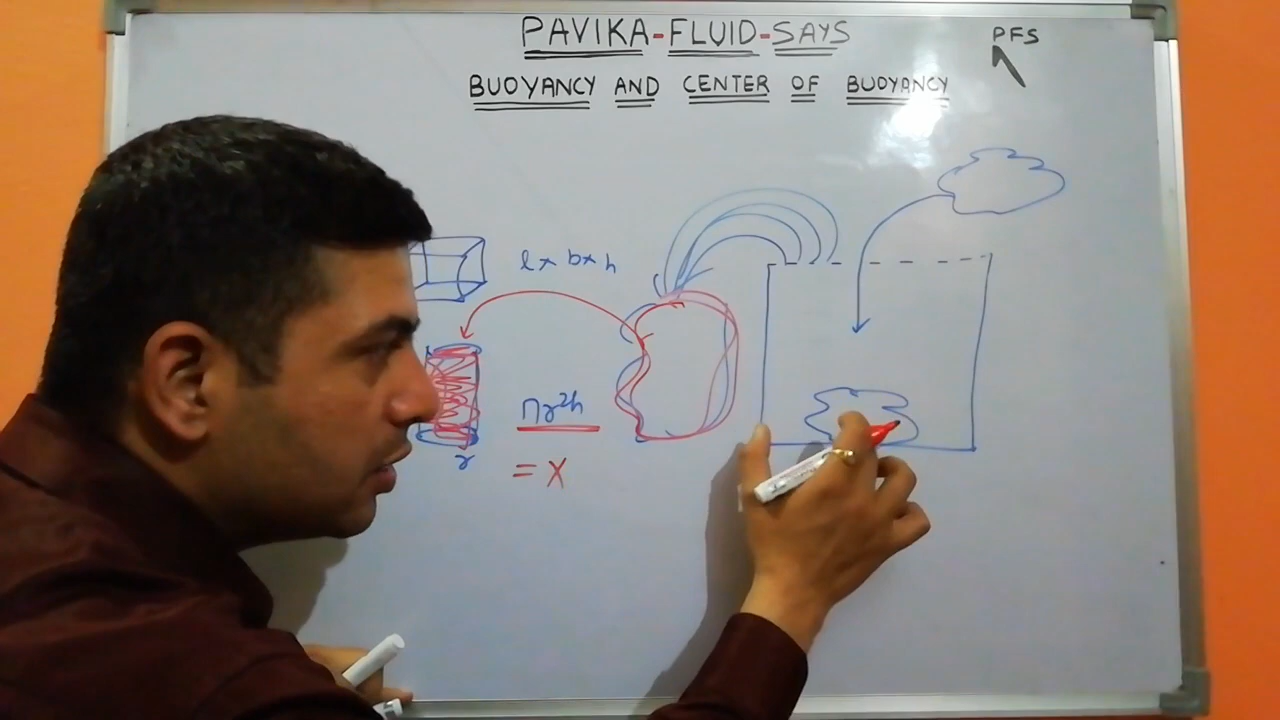 PAVIKA-FLUID-SAYS
PFS
BUOYANCY AND CENTER OF BUOYANCY
l × b × h
πr²h
r
= X